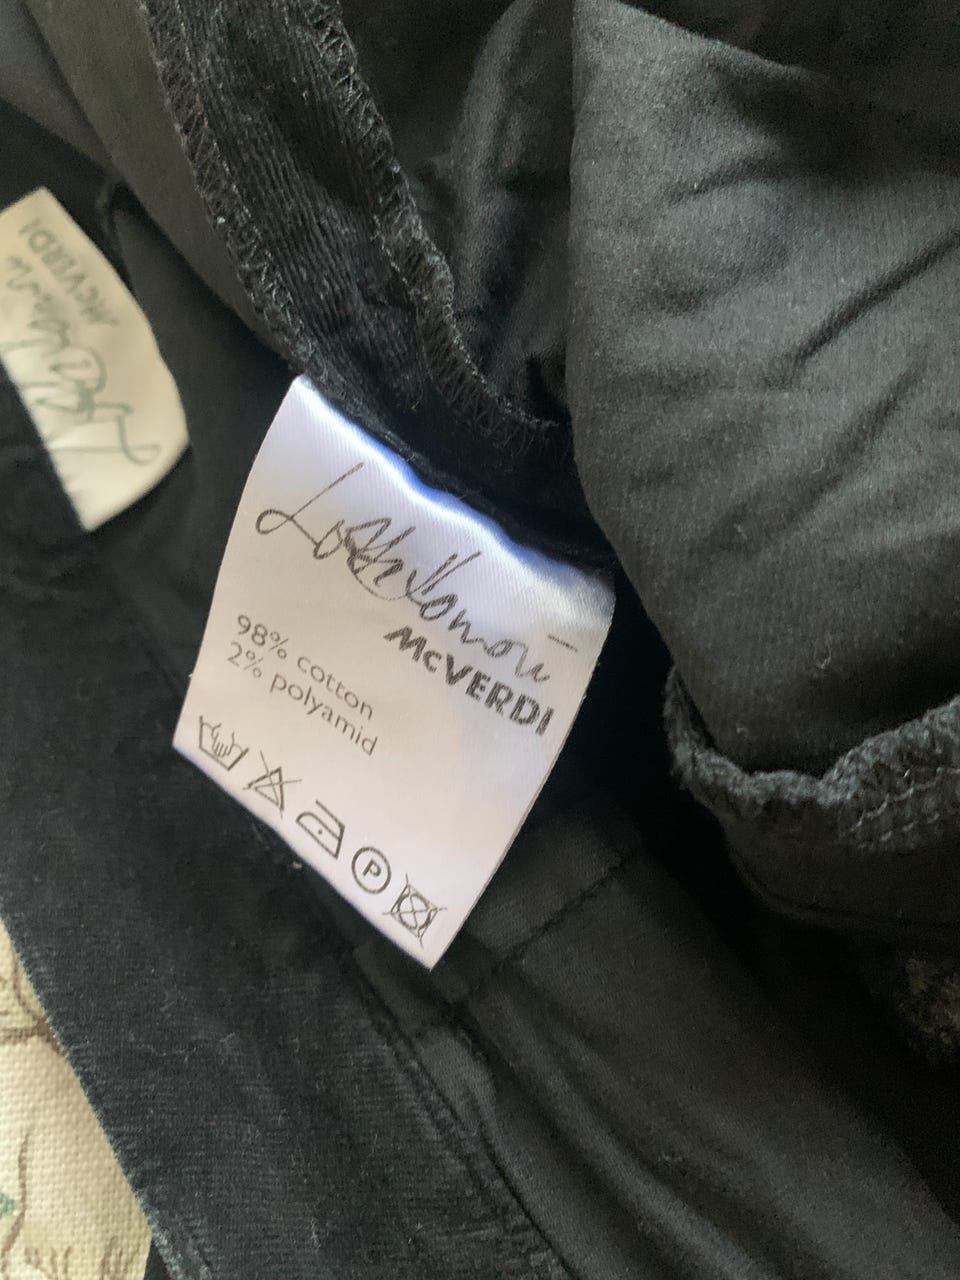 McVERDI
98% cotton
2% polyamid
P
McVERDI